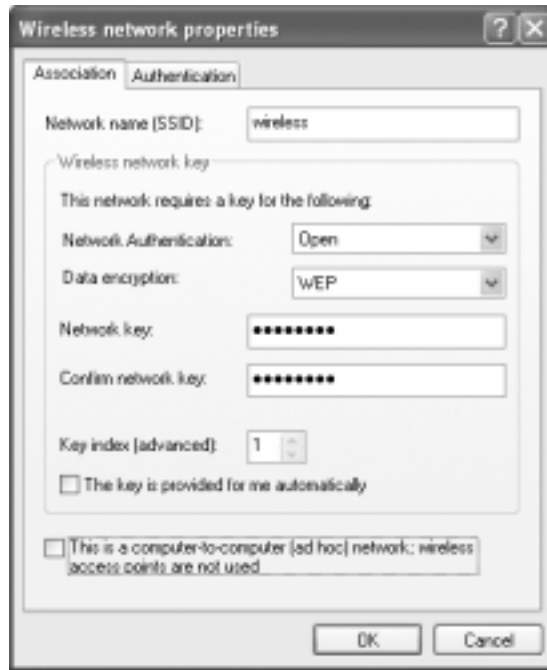 Wireless network properties
Association Authentication
Network name (SSID): wireless
Wireless network key
This network requires a key for the following:
Network Authentication: Open
Data encryption: WEP
Network key: ••••••••
Confirm network key: ••••••••
Key index (advanced): 1
The key is provided for me automatically
This is a computer-to-computer (ad hoc) network; wireless
access points are not used
OK Cancel